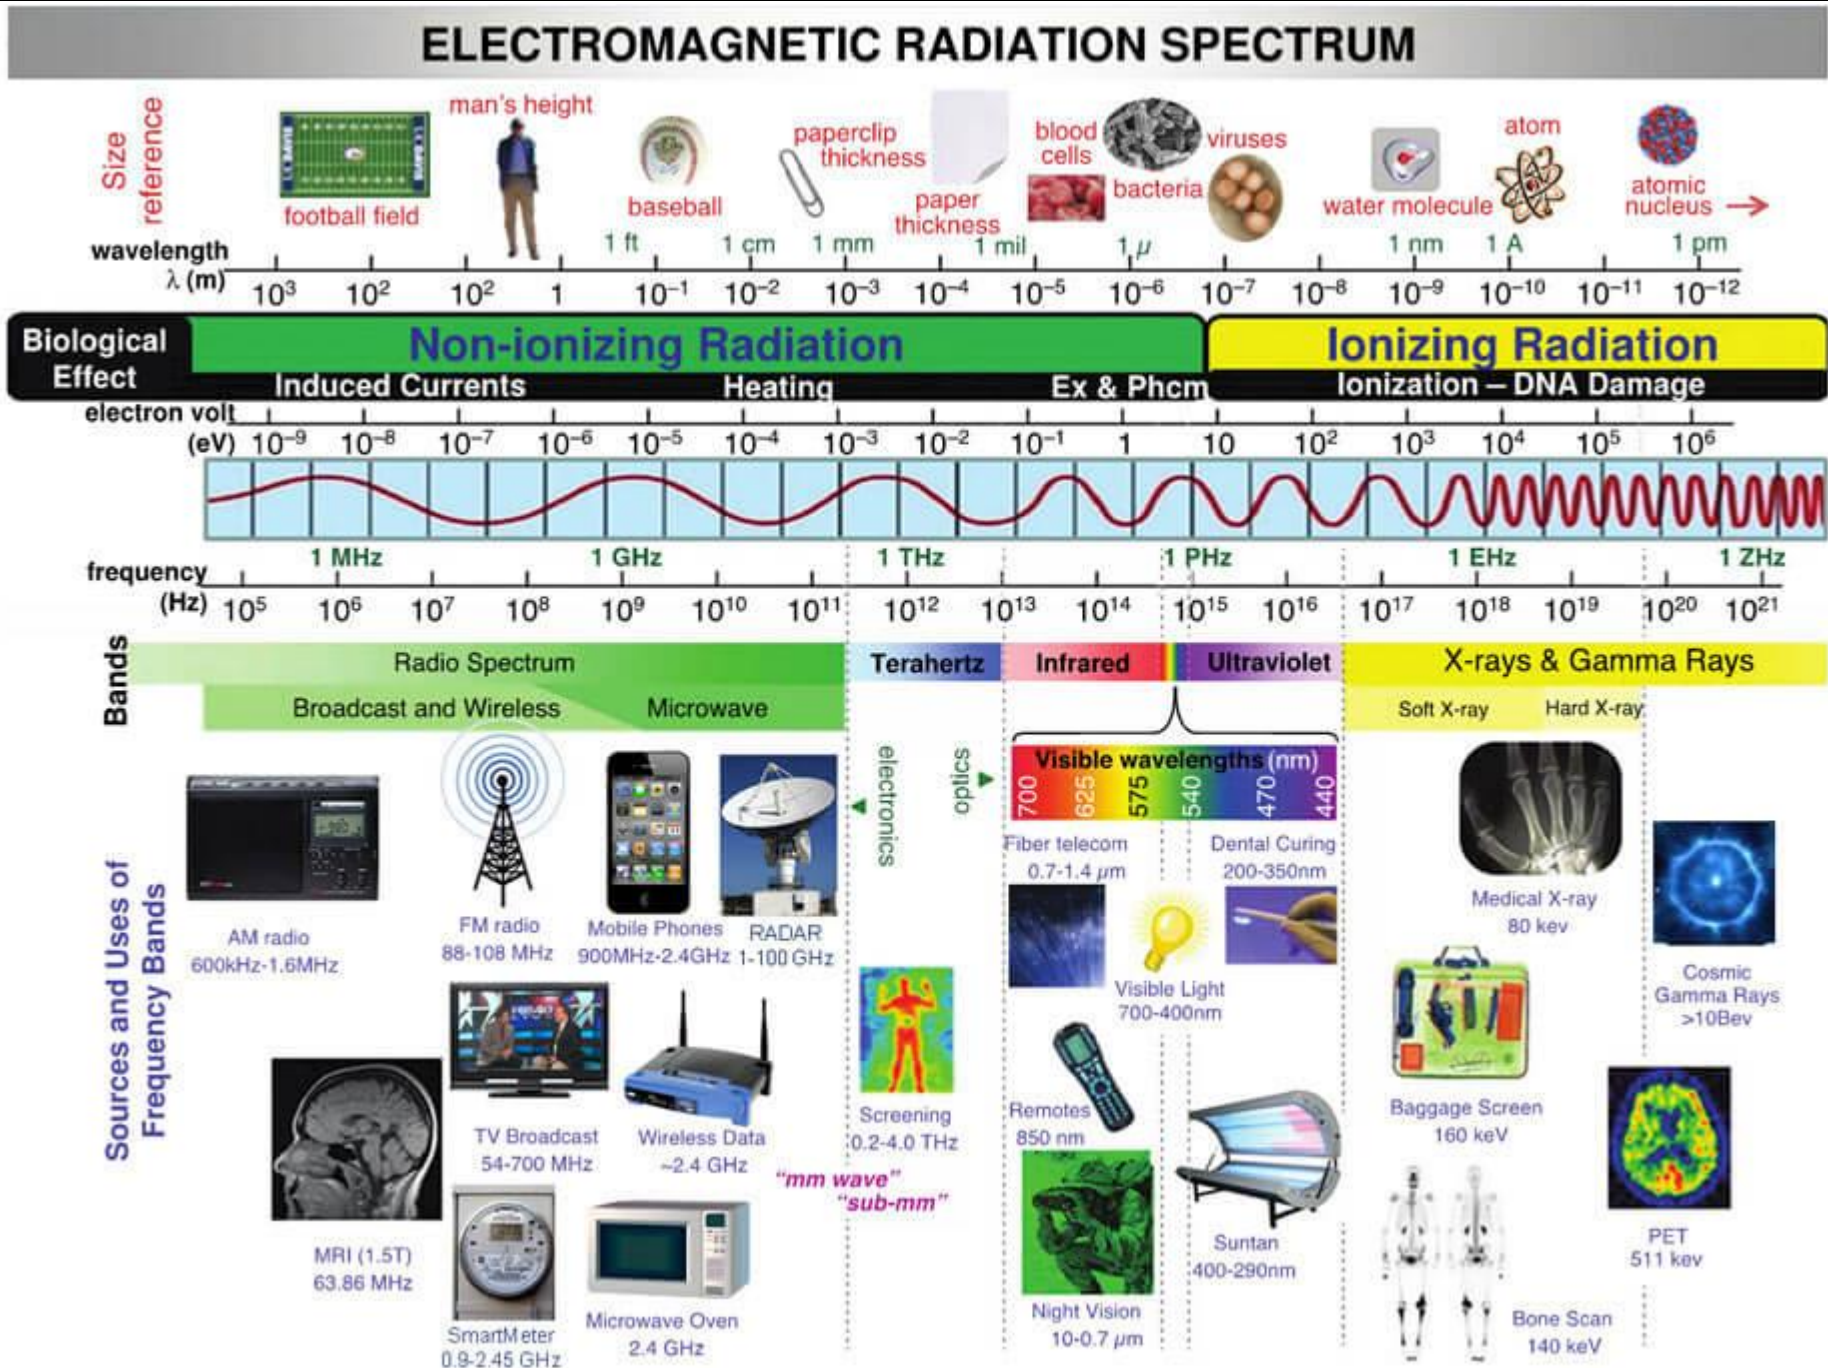 ELECTROMAGNETIC RADIATION SPECTRUM
Size
reference
football field
man's height
baseball
paperclip
thickness
paper
thickness
blood
cells
bacteria
viruses
water molecule
atom
atomic
nucleus
wavelength
λ (m)
1 ft 1 cm 1 mm 1 mil 1 µ 1 nm 1 A 1 pm
10³ 10² 10² 1 10⁻¹ 10⁻² 10⁻³ 10⁻⁴ 10⁻⁵ 10⁻⁶ 10⁻⁷ 10⁻⁸ 10⁻⁹ 10⁻¹⁰ 10⁻¹¹ 10⁻¹²
Biological
Effect
Non-ionizing Radiation
Ionizing Radiation
Induced Currents
Heating
Ex & Phcm
Ionization – DNA Damage
electron volt
(eV)
10⁻⁹ 10⁻⁸ 10⁻⁷ 10⁻⁶ 10⁻⁵ 10⁻⁴ 10⁻³ 10⁻² 10⁻¹ 1 10 10² 10³ 10⁴ 10⁵ 10⁶
1 MHz 1 GHz 1 THz 1 PHz 1 EHz 1 ZHz
frequency
(Hz)
10⁵ 10⁶ 10⁷ 10⁸ 10⁹ 10¹⁰ 10¹¹ 10¹² 10¹³ 10¹⁴ 10¹⁵ 10¹⁶ 10¹⁷ 10¹⁸ 10¹⁹ 10²⁰ 10²¹
Bands
Radio Spectrum
Terahertz
Infrared
Ultraviolet
X-rays & Gamma Rays
Broadcast and Wireless
Microwave
Soft X-ray
Hard X-ray
electronics
optics
Visible wavelengths (nm)
700 625 575 540 470 440
Sources and Uses of
Frequency Bands
AM radio
600kHz-1.6MHz
FM radio
88-108 MHz
Mobile Phones
900MHz-2.4GHz
RADAR
1-100 GHz
Fiber telecom
0.7-1.4 µm
Dental Curing
200-350nm
Medical X-ray
80 kev
Visible Light
700-400nm
Cosmic
Gamma Rays
>10Bev
TV Broadcast
54-700 MHz
Wireless Data
~2.4 GHz
Screening
0.2-4.0 THz
Remotes
850 nm
Baggage Screen
160 keV
"mm wave"
"sub-mm"
MRI (1.5T)
63.86 MHz
SmartMeter
0.9-2.45 GHz
Microwave Oven
2.4 GHz
Night Vision
10-0.7 µm
Suntan
400-290nm
PET
511 kev
Bone Scan
140 keV